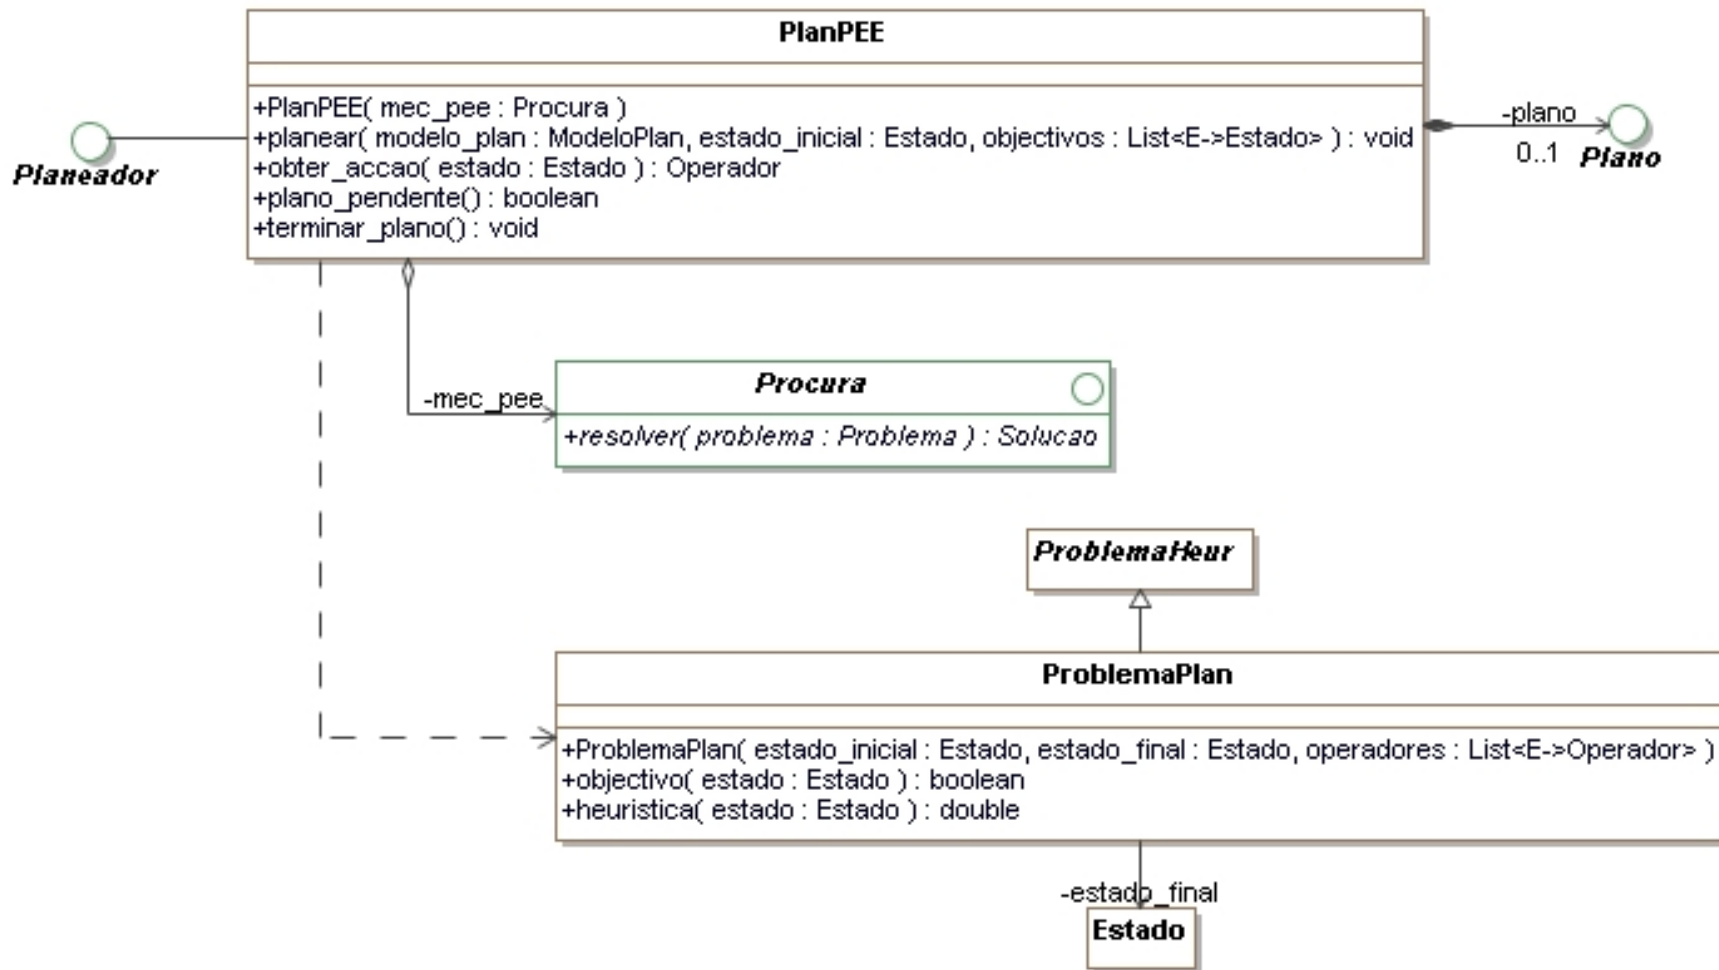 PlanPEE
+PlanPEE( mec_pee : Procura )
+planear( modelo_plan : ModeloPlan, estado_inicial : Estado, objectivos : List<E->Estado> ) : void
+obter_accao( estado : Estado ) : Operador
+plano_pendente() : boolean
+terminar_plano() : void
Planeador
-plano
0..1
Plano
-mec_pee
Procura
+resolver( problema : Problema ) : Solucao
ProblemaHeur
ProblemaPlan
+ProblemaPlan( estado_inicial : Estado, estado_final : Estado, operadores : List<E->Operador> )
+objectivo( estado : Estado ) : boolean
+heuristica( estado : Estado ) : double
-estado_final
Estado